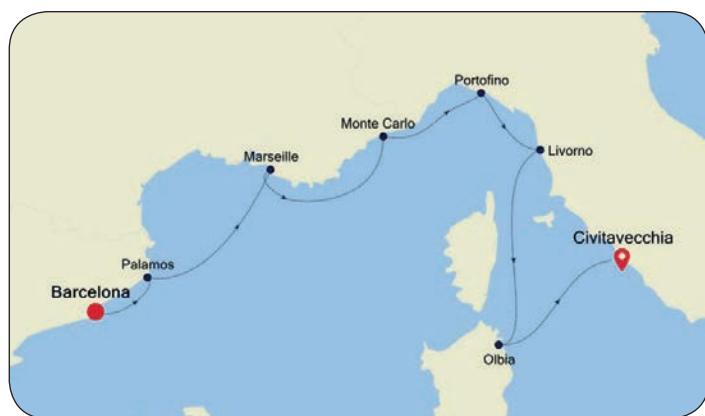 Portofino
Monte Carlo
Livorno
Marseille
Civitavecchia
Palamos
Barcelona
Olbia